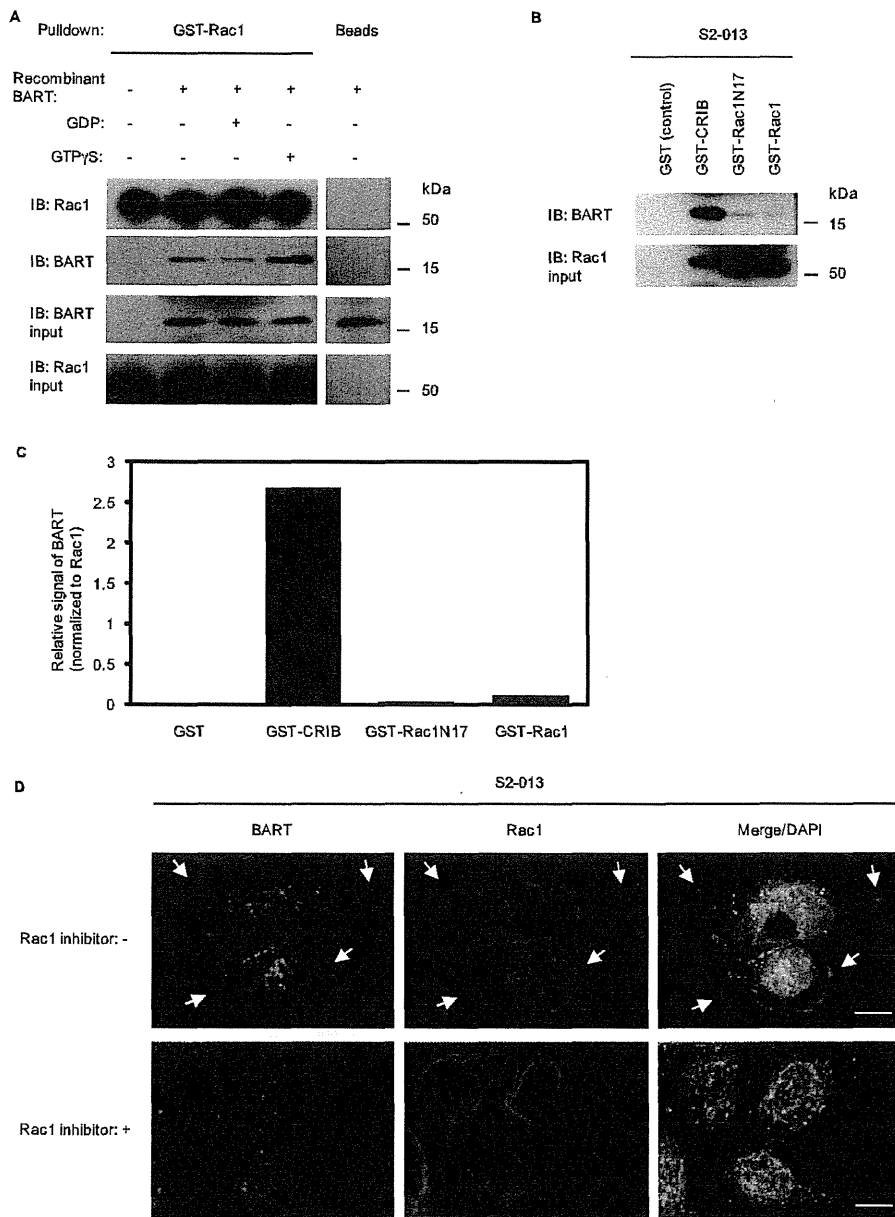 A
Pulldown: GST-Rac1 Beads
Recombinant
BART: - + + + +
GDP: - - + - -
GTPγS: - - - + -
kDa
IB: Rac1
50
IB: BART
15
IB: BART
input
15
IB: Rac1
input
50
B
S2-013
GST (control)
GST-CRIB
GST-Rac1N17
GST-Rac1
kDa
IB: BART
15
IB: Rac1
input
50
C
Relative signal of BART
(normalized to Rac1)
3
2.5
2
1.5
1
0.5
0
GST GST-CRIB GST-Rac1N17 GST-Rac1
D
S2-013
BART Rac1 Merge/DAPI
Rac1 inhibitor: -
Rac1 inhibitor: +